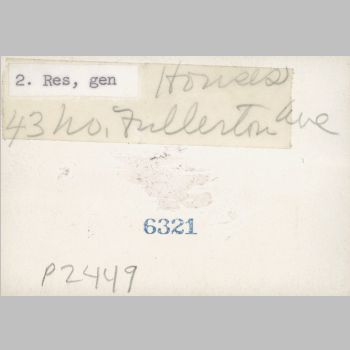 2. Res, gen Houses
43 No. Fullerton Ave
6321
P2449